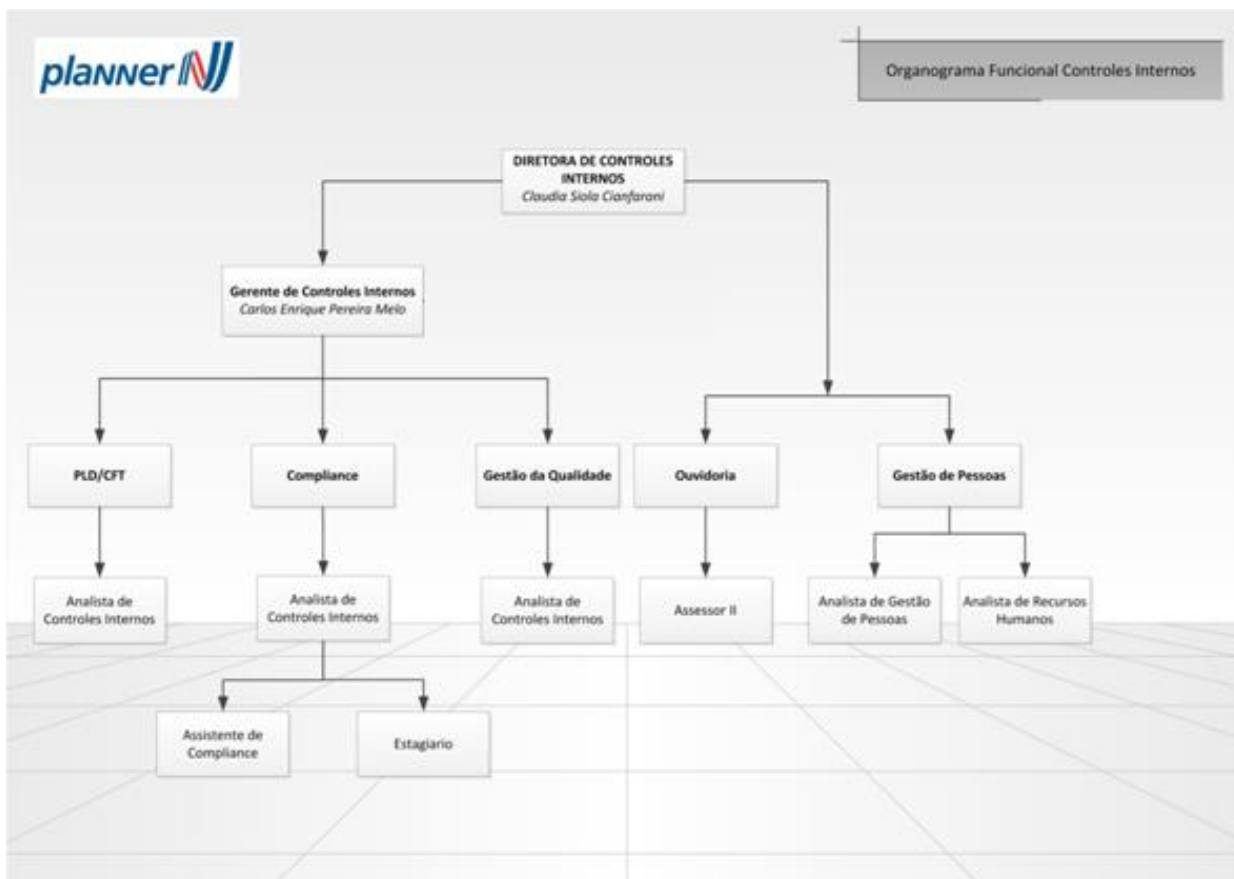 planner
Organograma Funcional Controles Internos
DIRETORA DE CONTROLES
INTERNOS
Claudia Siola Cianfarani
Gerente de Controles Internos
Carlos Enrique Pereira Melo
PLD/CFT
Compliance
Gestão da Qualidade
Ouvidoria
Gestão de Pessoas
Analista de
Controles Internos
Analista de
Controles Internos
Analista de
Controles Internos
Assessor II
Analista de Gestão
de Pessoas
Analista de Recursos
Humanos
Assistente de
Compliance
Estagiario